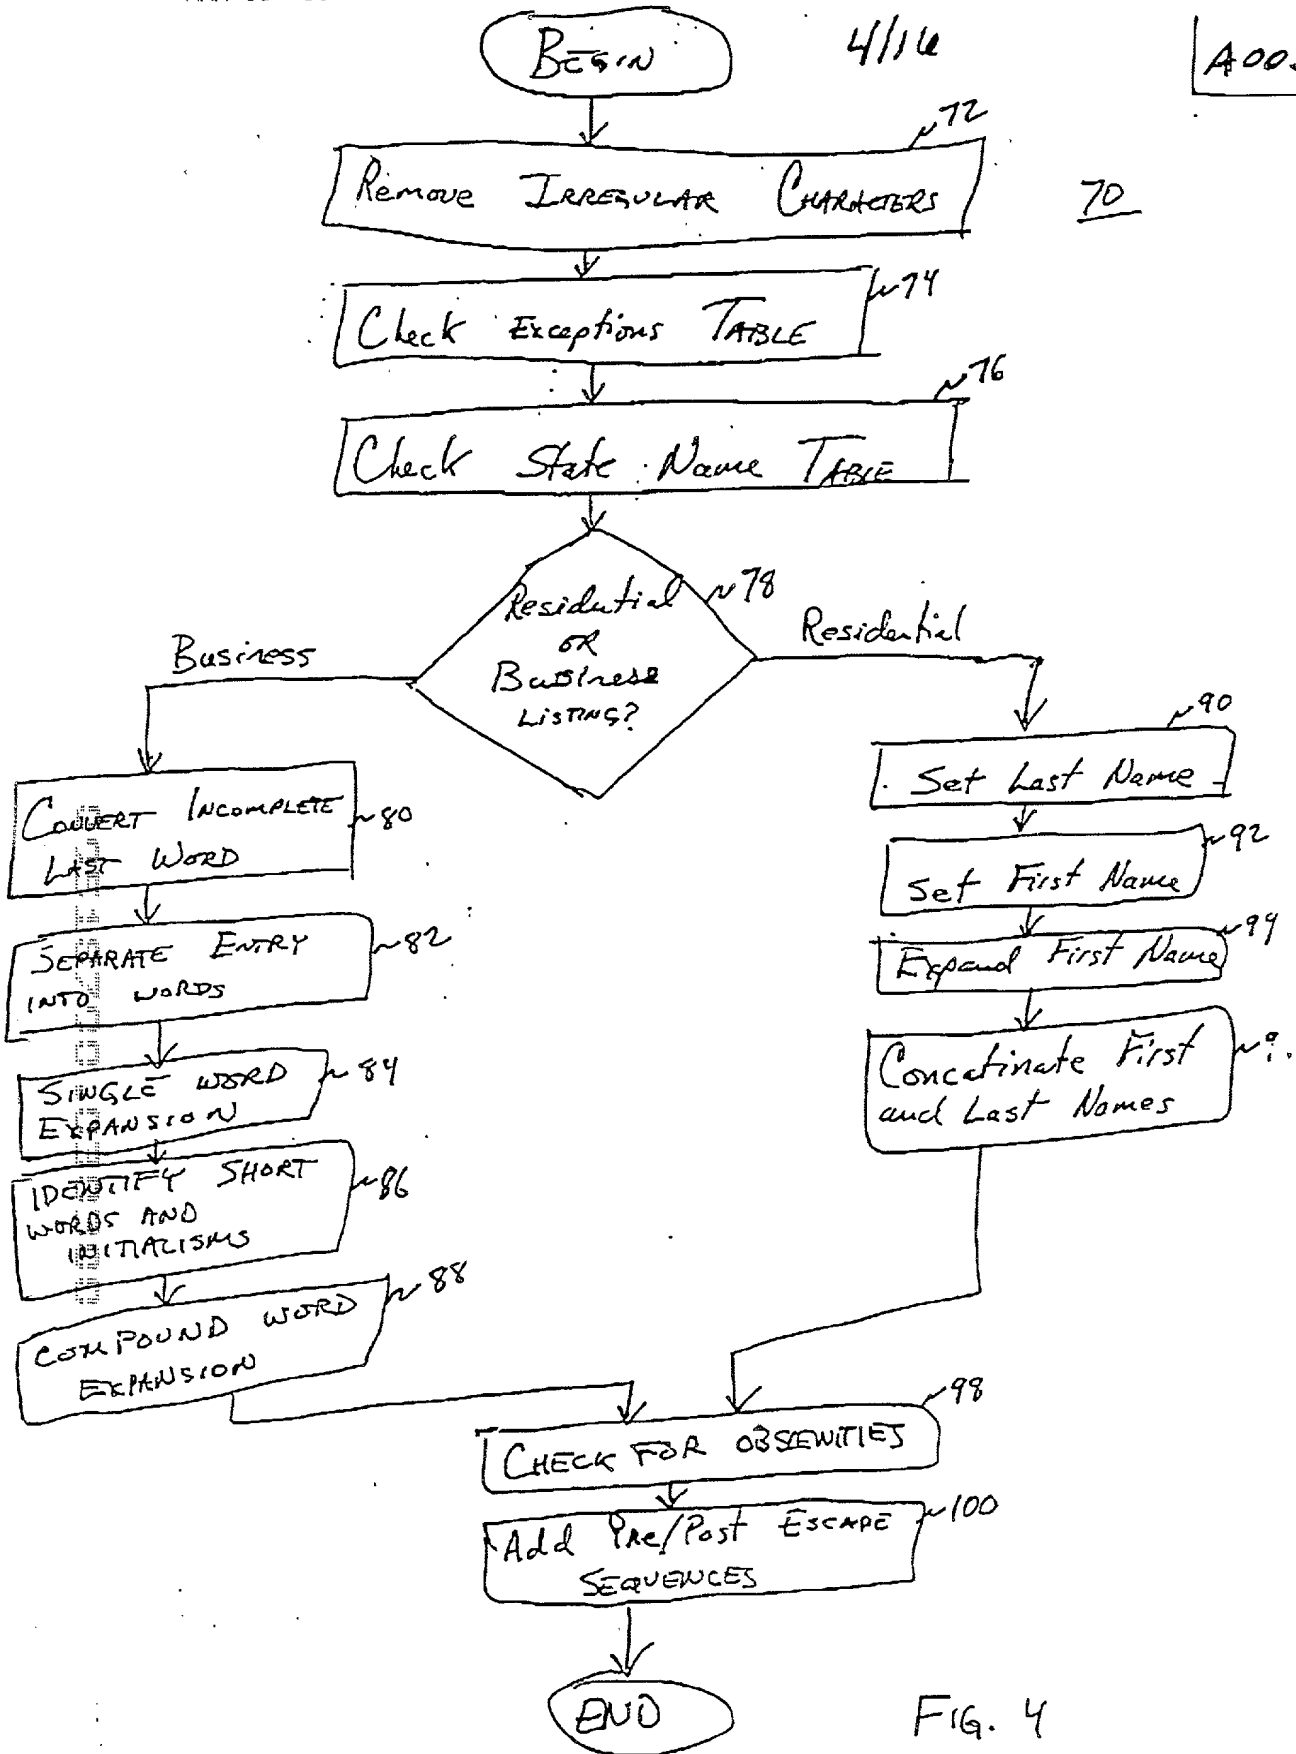 BEGIN
4/16
72
Remove IRREGULAR CHARACTERS
70
74
Check Exceptions TABLE
76
Check State Name TABLE
78
Residutial
OR
Business
LISTING?
Business
Residential
CONVERT INCOMPLETE
LAST WORD
80
SEPARATE ENTRY
INTO WORDS
82
SINGLE WORD
EXPANSION
84
IDENTIFY SHORT
WORDS AND
INITIALISMS
86
COMPOUND WORD
EXPANSION
88
90
Set Last Name
92
Set First Name
94
Expand First Name
Concatinate First
and Last Names
98
CHECK FOR OBSCENITIES
100
Add Pre/Post ESCAPE
SEQUENCES
END
FIG. 4